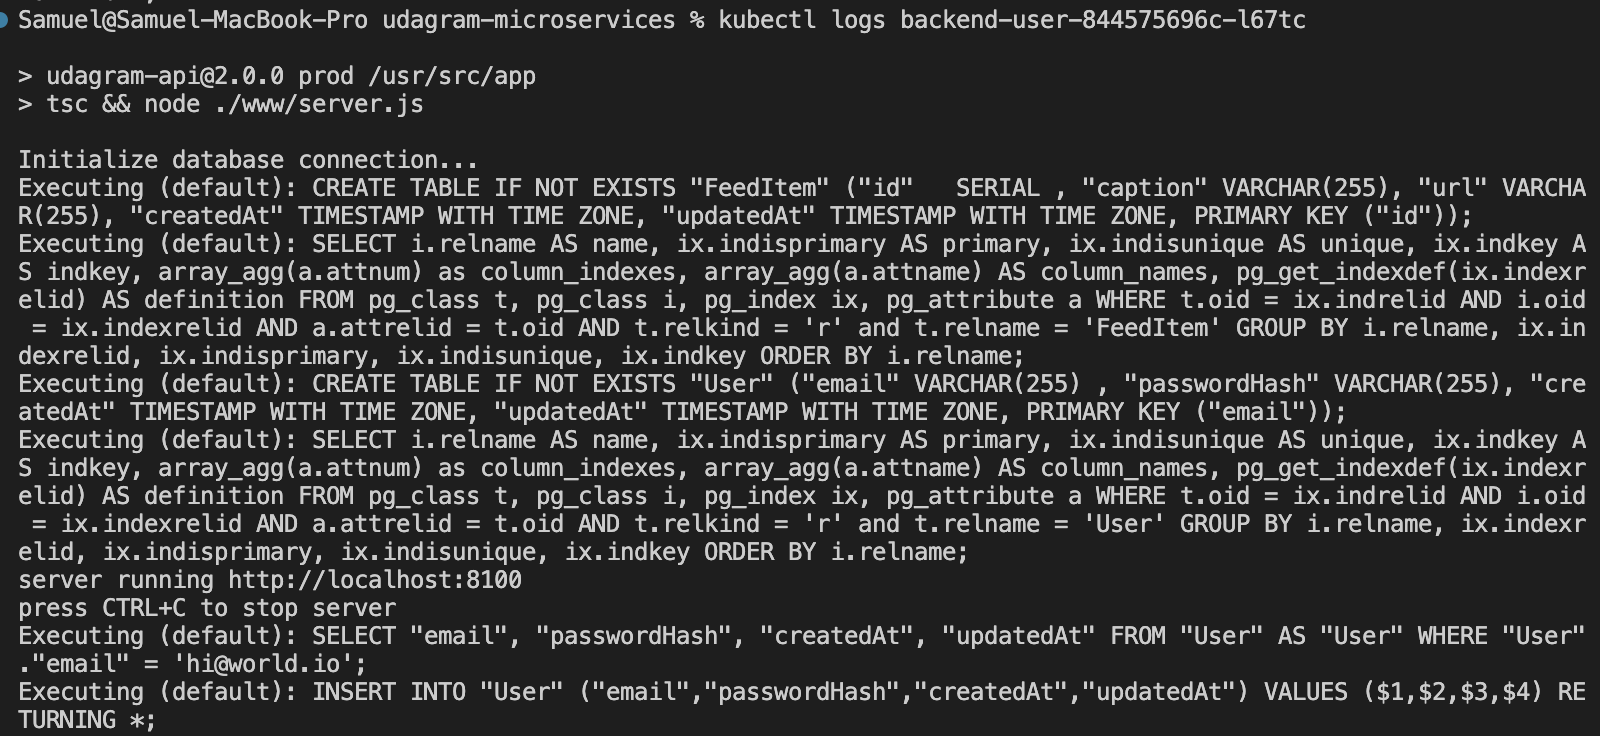 Samuel@Samuel-MacBook-Pro udagram-microservices % kubectl logs backend-user-844575696c-l67tc
> udagram-api@2.0.0 prod /usr/src/app
> tsc && node ./www/server.js
Initialize database connection...
Executing (default): CREATE TABLE IF NOT EXISTS "FeedItem" ("id"   SERIAL , "caption" VARCHAR(255), "url" VARCHA
R(255), "createdAt" TIMESTAMP WITH TIME ZONE, "updatedAt" TIMESTAMP WITH TIME ZONE, PRIMARY KEY ("id"));
Executing (default): SELECT i.relname AS name, ix.indisprimary AS primary, ix.indisunique AS unique, ix.indkey A
S indkey, array_agg(a.attnum) as column_indexes, array_agg(a.attname) AS column_names, pg_get_indexdef(ix.indexr
elid) AS definition FROM pg_class t, pg_class i, pg_index ix, pg_attribute a WHERE t.oid = ix.indrelid AND i.oid
 = ix.indexrelid AND a.attrelid = t.oid AND t.relkind = 'r' and t.relname = 'FeedItem' GROUP BY i.relname, ix.in
dexrelid, ix.indisprimary, ix.indisunique, ix.indkey ORDER BY i.relname;
Executing (default): CREATE TABLE IF NOT EXISTS "User" ("email" VARCHAR(255) , "passwordHash" VARCHAR(255), "cre
atedAt" TIMESTAMP WITH TIME ZONE, "updatedAt" TIMESTAMP WITH TIME ZONE, PRIMARY KEY ("email"));
Executing (default): SELECT i.relname AS name, ix.indisprimary AS primary, ix.indisunique AS unique, ix.indkey A
S indkey, array_agg(a.attnum) as column_indexes, array_agg(a.attname) AS column_names, pg_get_indexdef(ix.indexr
elid) AS definition FROM pg_class t, pg_class i, pg_index ix, pg_attribute a WHERE t.oid = ix.indrelid AND i.oid
 = ix.indexrelid AND a.attrelid = t.oid AND t.relkind = 'r' and t.relname = 'User' GROUP BY i.relname, ix.indexr
elid, ix.indisprimary, ix.indisunique, ix.indkey ORDER BY i.relname;
server running http://localhost:8100
press CTRL+C to stop server
Executing (default): SELECT "email", "passwordHash", "createdAt", "updatedAt" FROM "User" AS "User" WHERE "User"
."email" = 'hi@world.io';
Executing (default): INSERT INTO "User" ("email","passwordHash","createdAt","updatedAt") VALUES ($1,$2,$3,$4) RE
TURNING *;